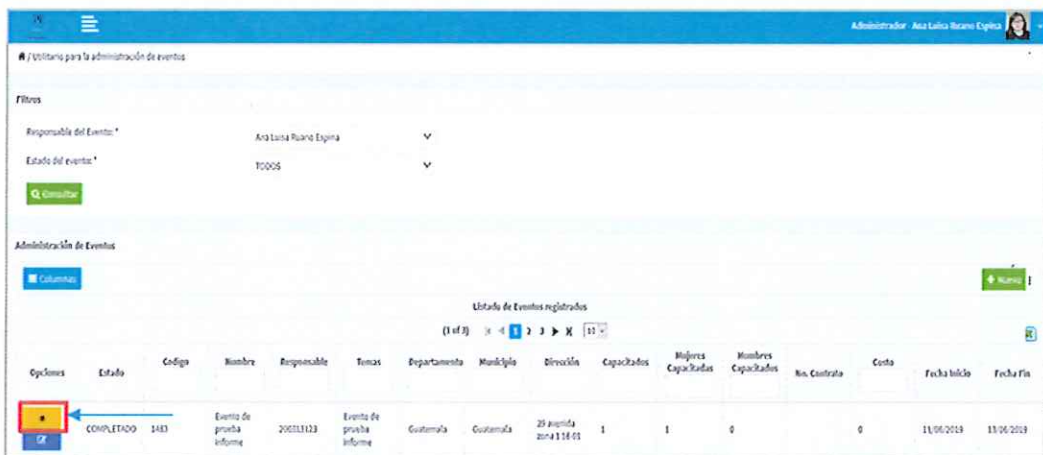 Administrador - Ana Luisa Ruano Espina
/ Utilitario para la administración de eventos
Filtros
Responsable del Evento: * Ana Luisa Ruano Espina
Estado del evento: * TODOS
Consultar
Administración de Eventos
Columnas Nuevo
Listado de Eventos registrados
(1 of 3) 1 2 3 10
Opciones Estado Codigo Nombre Responsable Temas Departamento Municipio Dirección Capacitados Mujeres Capacitadas Hombres Capacitados No. Contrato Costo Fecha Inicio Fecha Fin
COMPLETADO 1483 Evento de prueba informe Evento de prueba informe Guatemala Guatemala 1 1 0 0 13/06/2019 13/06/2019